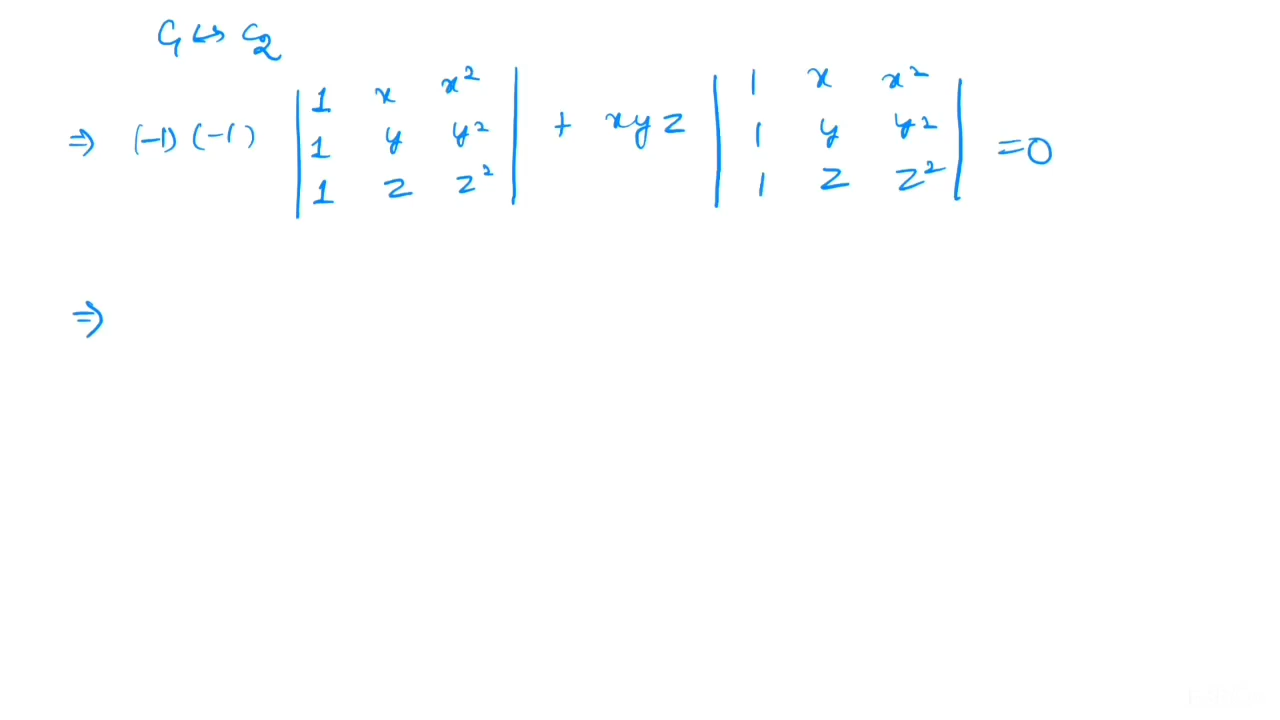 C₁ ↔ C₂
⇒ (-1) (-1) | 1 x x² | + xyz | 1 x x² | = 0
| 1 y y² | | 1 y y² |
| 1 z z² | | 1 z z² |
⇒